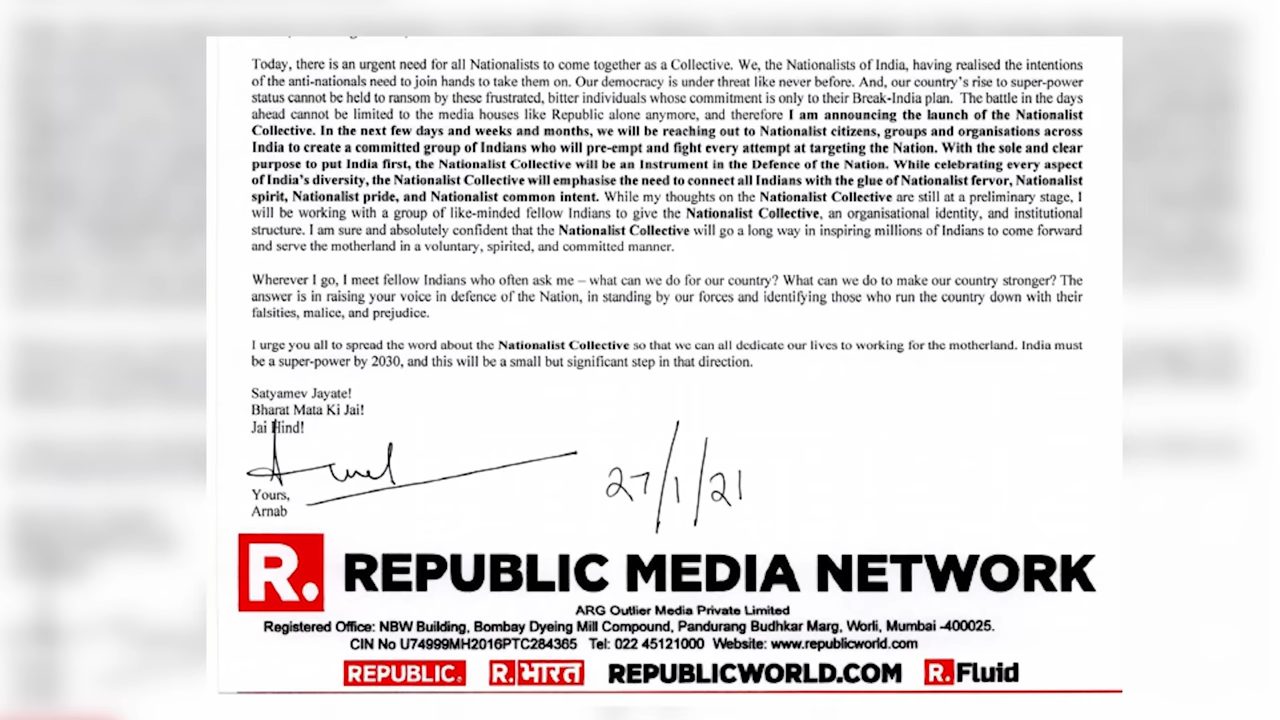 Today, there is an urgent need for all Nationalists to come together as a Collective. We, the Nationalists of India, having realised the intentions
of the anti-nationals need to join hands to take them on. Our democracy is under threat like never before. And, our country's rise to super-power
status cannot be held to ransom by these frustrated, bitter individuals whose commitment is only to their Break-India plan. The battle in the days
ahead cannot be limited to the media houses like Republic alone anymore, and therefore I am announcing the launch of the Nationalist
Collective. In the next few days and weeks and months, we will be reaching out to Nationalist citizens, groups and organisations across
India to create a committed group of Indians who will pre-empt and fight every attempt at targeting the Nation. With the sole and clear
purpose to put India first, the Nationalist Collective will be an Instrument in the Defence of the Nation. While celebrating every aspect
of India's diversity, the Nationalist Collective will emphasise the need to connect all Indians with the glue of Nationalist fervor, Nationalist
spirit, Nationalist pride, and Nationalist common intent. While my thoughts on the Nationalist Collective are still at a preliminary stage, I
will be working with a group of like-minded fellow Indians to give the Nationalist Collective, an organisational identity, and institutional
structure. I am sure and absolutely confident that the Nationalist Collective will go a long way in inspiring millions of Indians to come forward
and serve the motherland in a voluntary, spirited, and committed manner.
Wherever I go, I meet fellow Indians who often ask me – what can we do for our country? What can we do to make our country stronger? The
answer is in raising your voice in defence of the Nation, in standing by our forces and identifying those who run the country down with their
falsities, malice, and prejudice.
I urge you all to spread the word about the Nationalist Collective so that we can all dedicate our lives to working for the motherland. India must
be a super-power by 2030, and this will be a small but significant step in that direction.
Satyamev Jayate!
Bharat Mata Ki Jai!
Jai Hind!
27/1/21
Yours,
Arnab
R. REPUBLIC MEDIA NETWORK
ARG Outlier Media Private Limited
Registered Office: NBW Building, Bombay Dyeing Mill Compound, Pandurang Budhkar Marg, Worli, Mumbai -400025.
CIN No U74999MH2016PTC284365 Tel: 022 45121000 Website: www.republicworld.com
REPUBLIC. R.भारत REPUBLICWORLD.COM R.Fluid